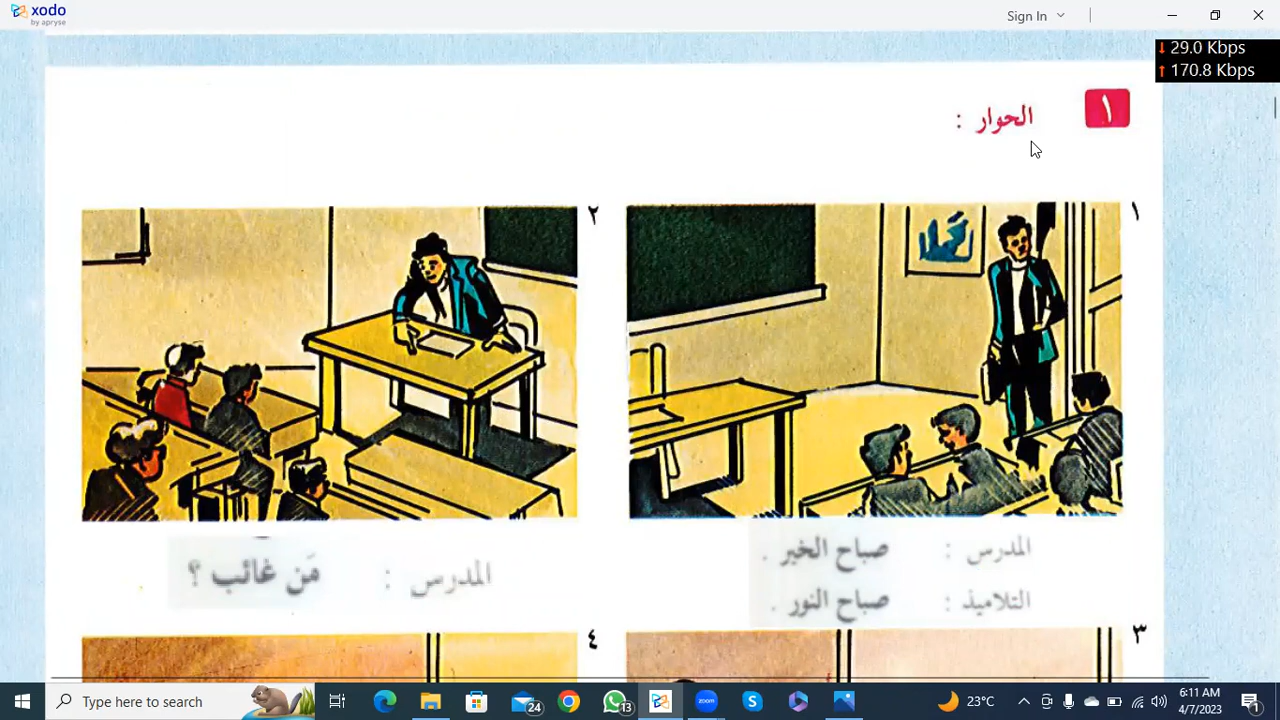 xodo
by apryse
Sign In
29.0 Kbps
170.8 Kbps
١
الحوار :
١
٢
المدرس : صباح الخير .
التلاميذ : صباح النور .
المدرس : مَن غائب ؟
٣
٤
Type here to search
24
13
zoom
23°C
6:11 AM
4/7/2023
1